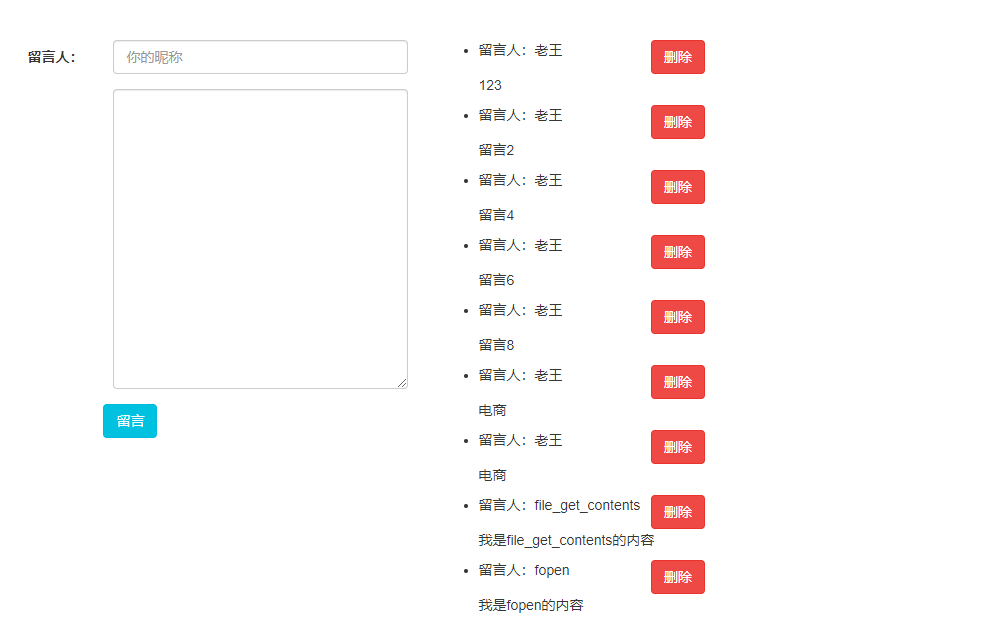 留言人：
你的昵称
留言
留言人：老王
删除
123
留言人：老王
删除
留言2
留言人：老王
删除
留言4
留言人：老王
删除
留言6
留言人：老王
删除
留言8
留言人：老王
删除
电商
留言人：老王
删除
电商
留言人：file_get_contents
删除
我是file_get_contents的内容
留言人：fopen
删除
我是fopen的内容